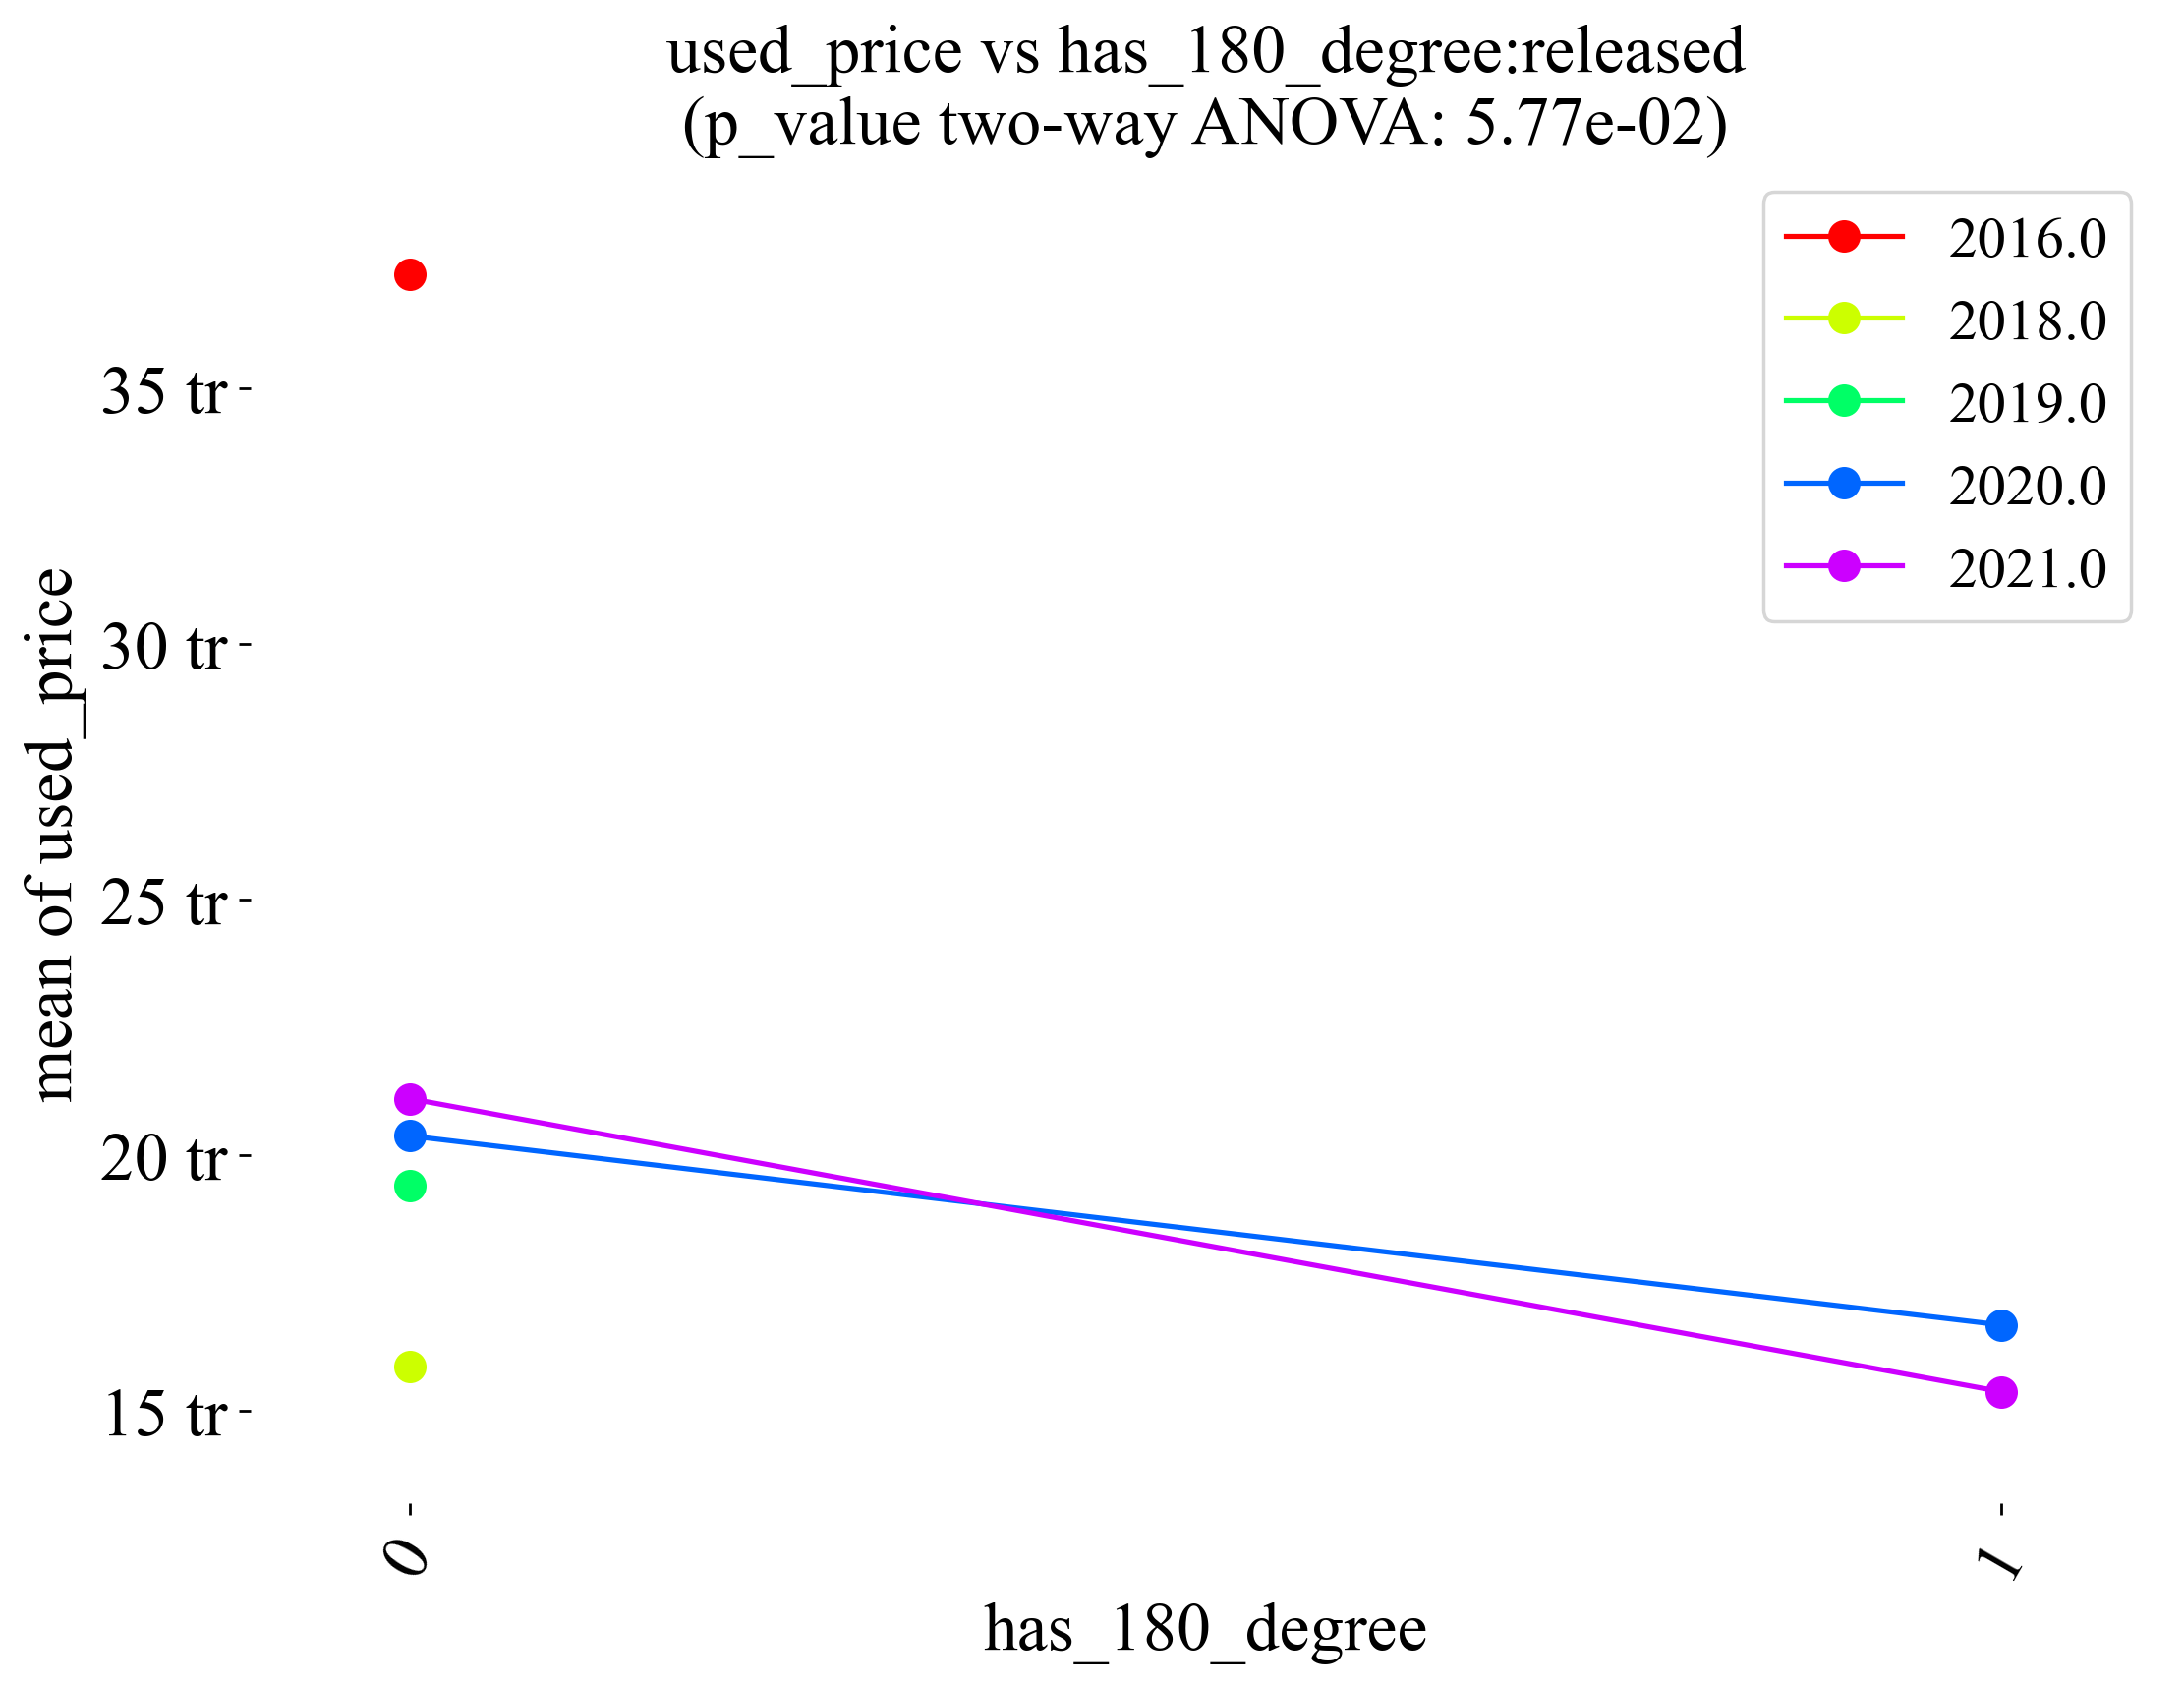 used_price vs has_180_degree:released
(p_value two-way ANOVA: 5.77e-02)
2016.0
2018.0
2019.0
2020.0
2021.0
mean of used_price
35 tr
30 tr
25 tr
20 tr
15 tr
0
1
has_180_degree